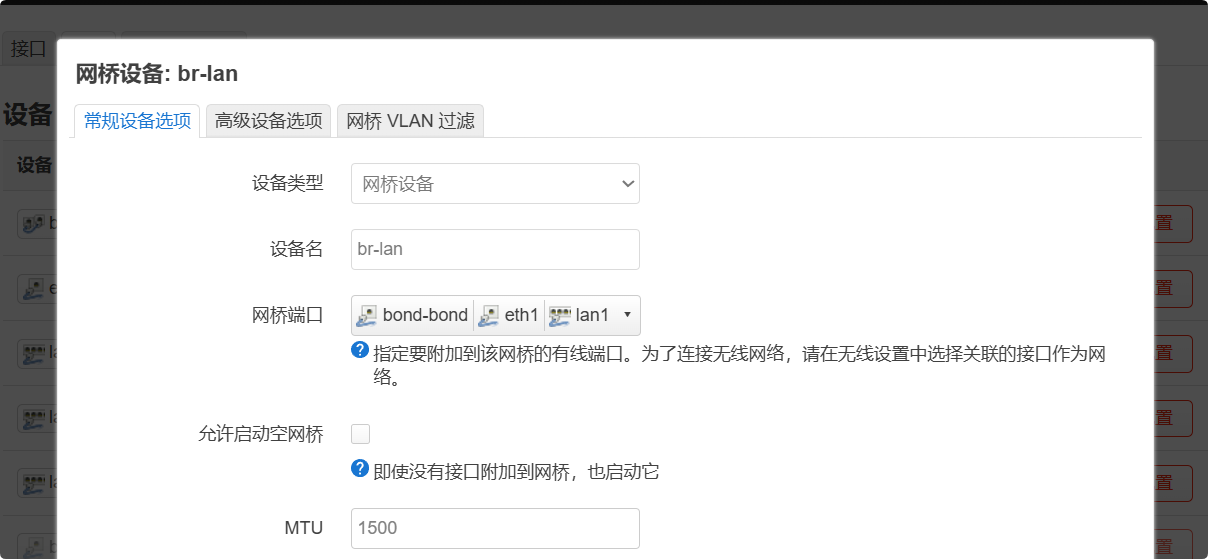 接口
网桥设备: br-lan
常规设备选项
高级设备选项
网桥 VLAN 过滤
设备
设备
设备类型
网桥设备
设备名
br-lan
网桥端口
bond-bond
eth1
lan1
指定要附加到该网桥的有线端口。为了连接无线网络，请在无线设置中选择关联的接口作为网
络。
允许启动空网桥
即使没有接口附加到网桥，也启动它
MTU
1500
置
置
置
置
置
置